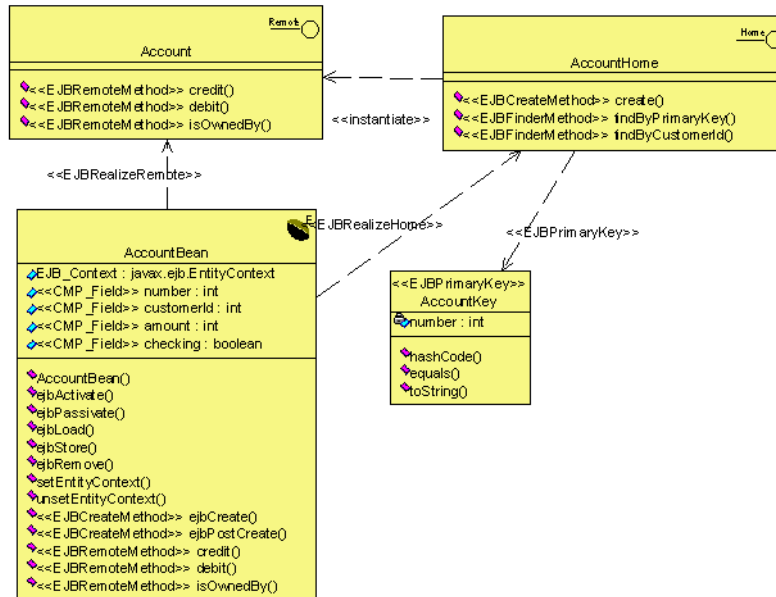 Remote
Account
<<EJBRemoteMethod>> credit()
<<EJBRemoteMethod>> debit()
<<EJBRemoteMethod>> isOwnedBy()
Home
AccountHome
<<EJBCreateMethod>> create()
<<EJBFinderMethod>> findByPrimaryKey()
<<EJBFinderMethod>> findByCustomerId()
<<instantiate>>
<<EJBRealizeRemote>>
<<EJBRealizeHome>>
<<EJBPrimaryKey>>
E
AccountBean
EJB_Context : javax.ejb.EntityContext
<<CMP_Field>> number : int
<<CMP_Field>> customerId : int
<<CMP_Field>> amount : int
<<CMP_Field>> checking : boolean
AccountBean()
ejbActivate()
ejbPassivate()
ejbLoad()
ejbStore()
ejbRemove()
setEntityContext()
unsetEntityContext()
<<EJBCreateMethod>> ejbCreate()
<<EJBCreateMethod>> ejbPostCreate()
<<EJBRemoteMethod>> credit()
<<EJBRemoteMethod>> debit()
<<EJBRemoteMethod>> isOwnedBy()
<<EJBPrimaryKey>>
AccountKey
number : int
hashCode()
equals()
toString()